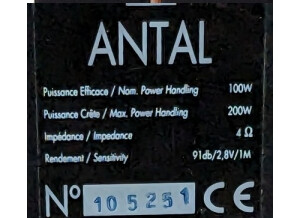 ANTAL
Puissance Efficace / Nom. Power Handling 100W
Puissance Crête / Max. Power Handling 200W
Impédance / Impedance 4 Ω
Rendement / Sensitivity 91db/2,8V/1M
N° 105251 CE